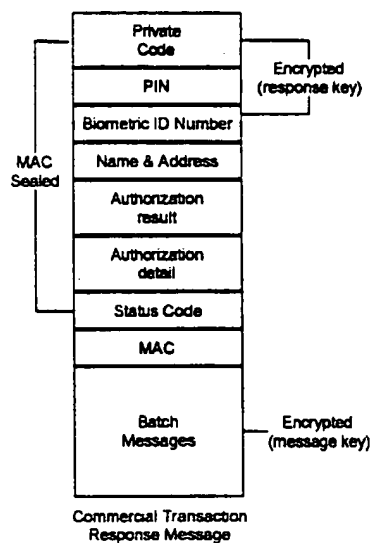 Private
Code
Encrypted
(response key)
PIN
Biometric ID Number
MAC
Sealed
Name & Address
Authorization
result
Authorization
detail
Status Code
MAC
Batch
Messages
Encrypted
(message key)
Commercial Transaction
Response Message